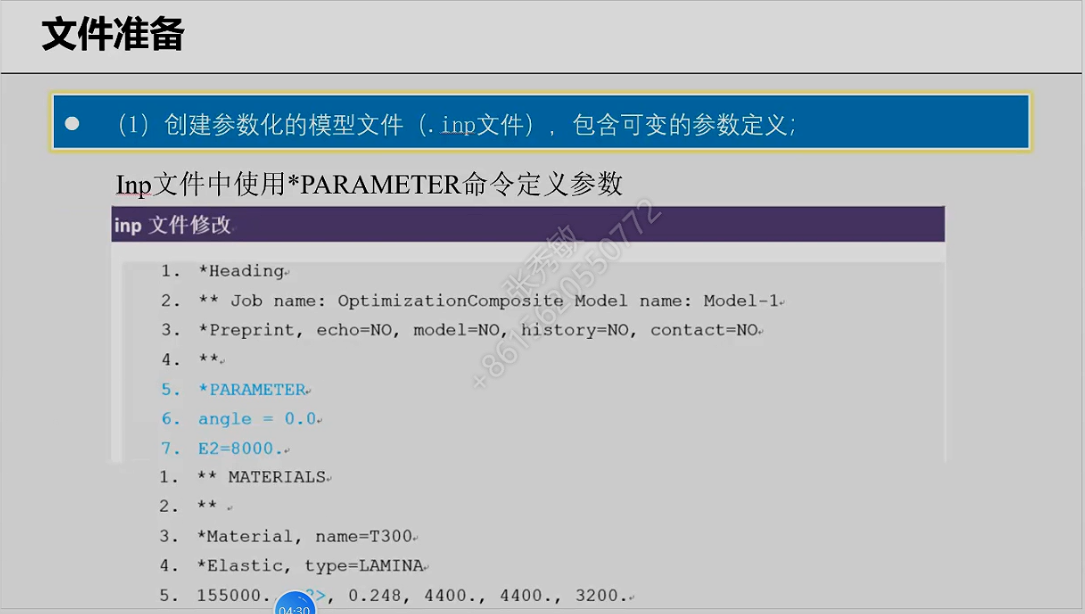 文件准备
(1) 创建参数化的模型文件（.inp文件），包含可变的参数定义;
Inp文件中使用*PARAMETER命令定义参数
inp 文件修改
1. *Heading
2. ** Job name: OptimizationComposite Model name: Model-1
3. *Preprint, echo=NO, model=NO, history=NO, contact=NO
4. **
5. *PARAMETER
6. angle = 0.0
7. E2=8000.
1. ** MATERIALS
2. **
3. *Material, name=T300
4. *Elastic, type=LAMINA
5. 155000. 2>, 0.248, 4400., 4400., 3200.
04:30
张秀敏
+8615620550772